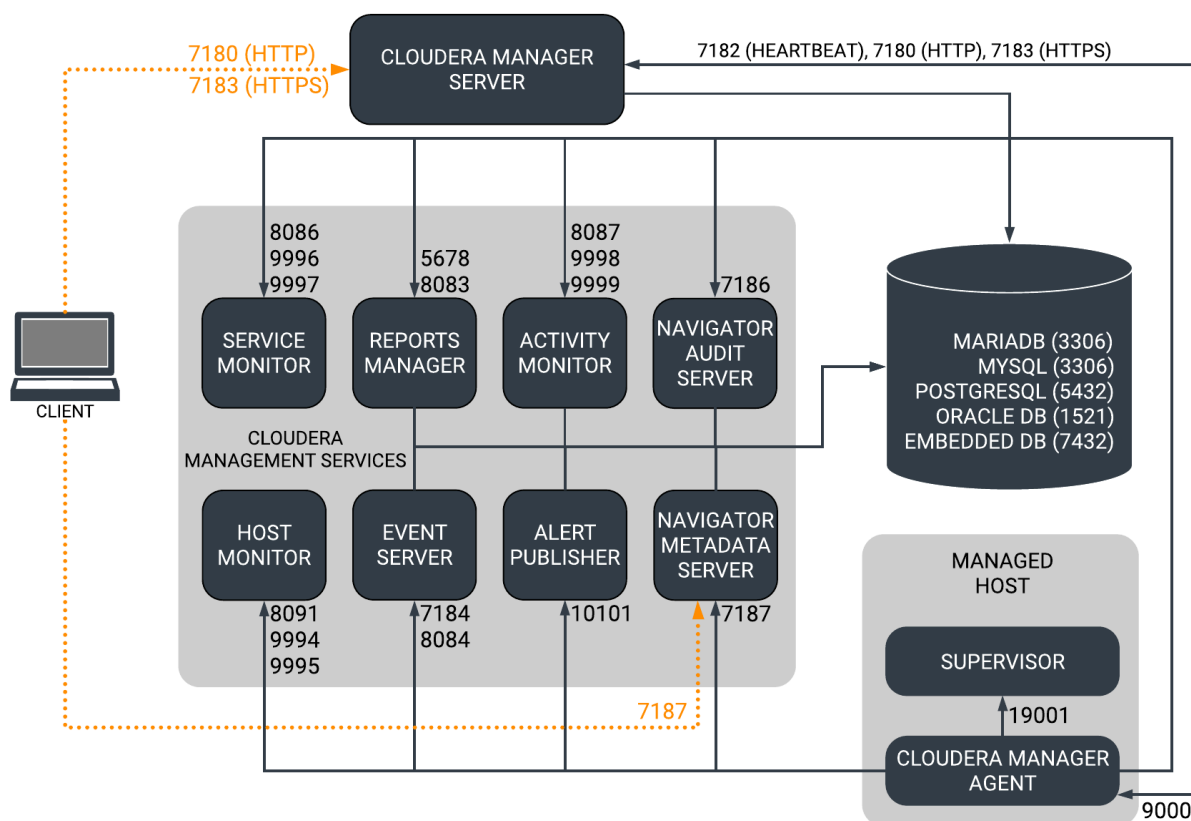 7180 (HTTP)
7183 (HTTPS)
CLOUDERA MANAGER
SERVER
7182 (HEARTBEAT), 7180 (HTTP), 7183 (HTTPS)
8086
9996
9997
5678
8083
8087
9998
9999
7186
SERVICE
MONITOR
REPORTS
MANAGER
ACTIVITY
MONITOR
NAVIGATOR
AUDIT
SERVER
MARIADB (3306)
MYSQL (3306)
POSTGRESQL (5432)
ORACLE DB (1521)
EMBEDDED DB (7432)
CLIENT
CLOUDERA
MANAGEMENT SERVICES
HOST
MONITOR
EVENT
SERVER
ALERT
PUBLISHER
NAVIGATOR
METADATA
SERVER
8091
9994
9995
7184
8084
10101
7187
7187
MANAGED
HOST
SUPERVISOR
19001
CLOUDERA MANAGER
AGENT
9000